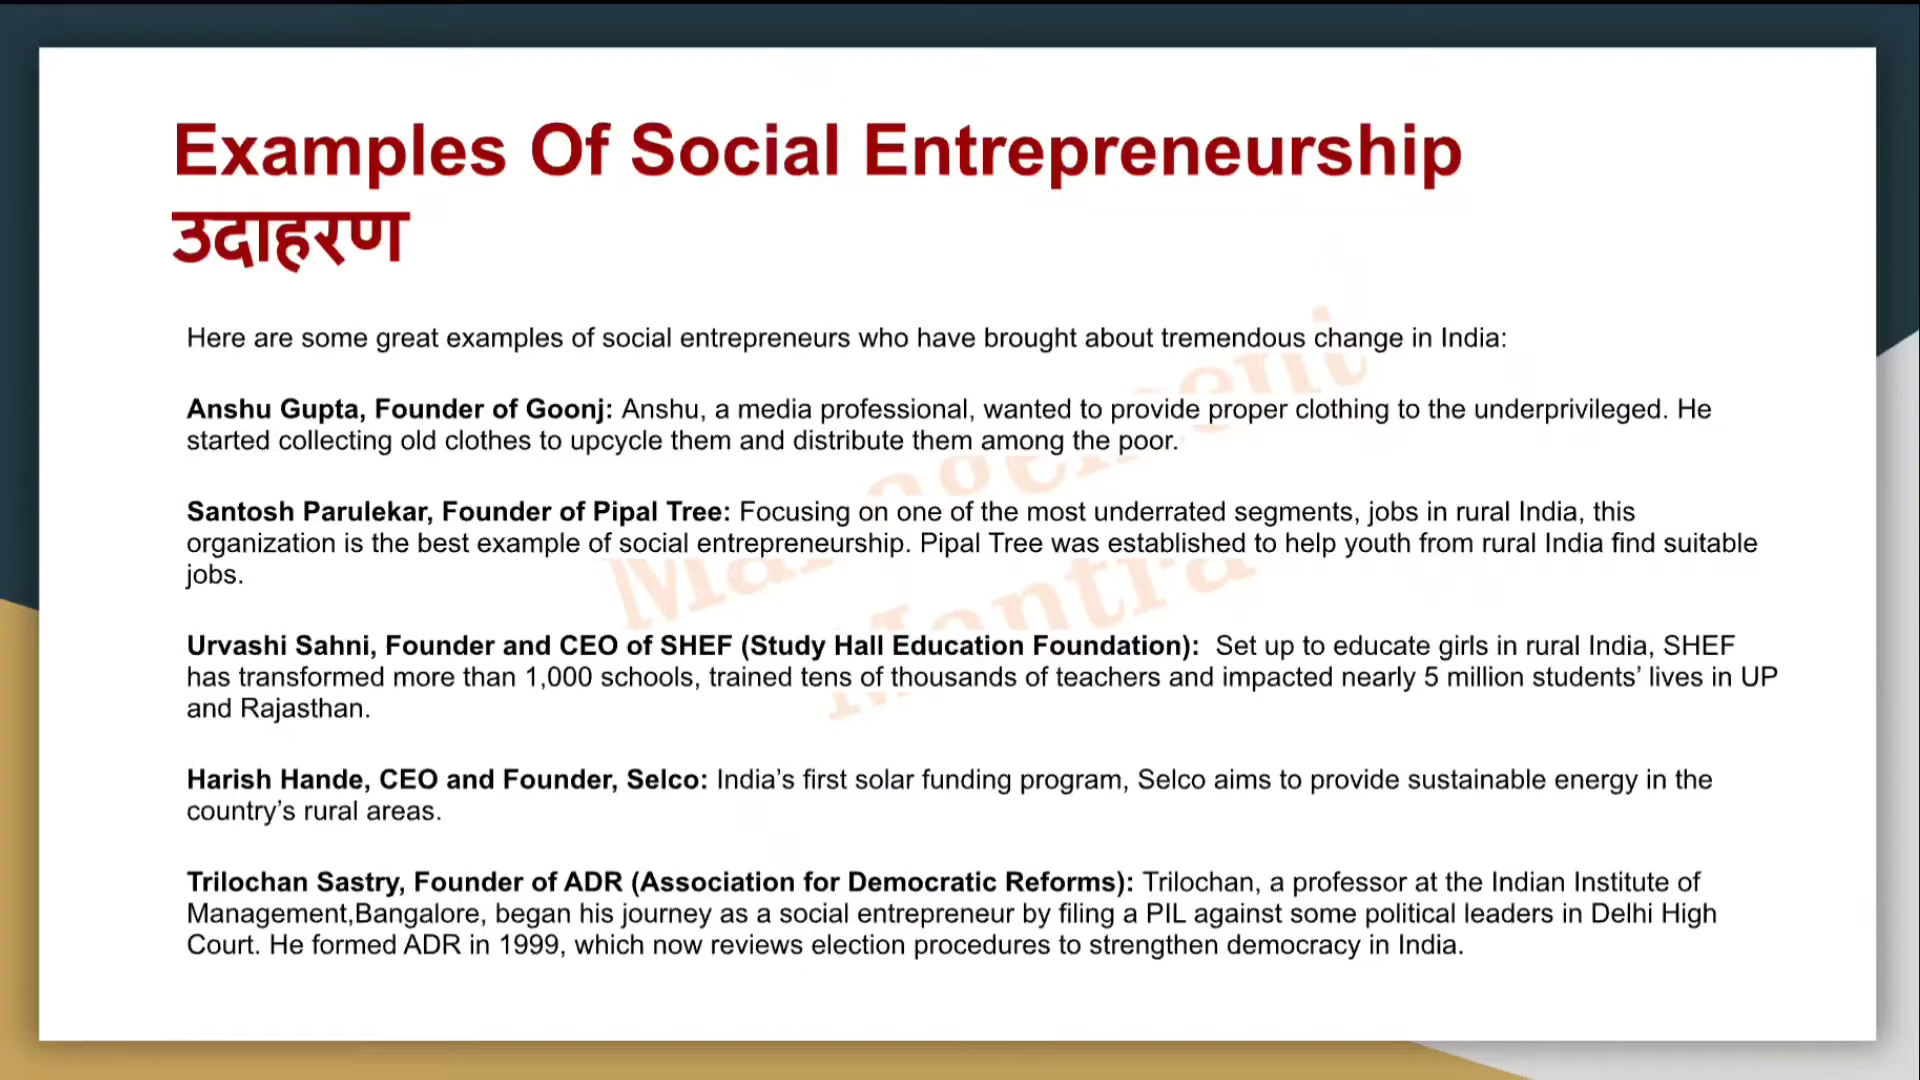 Examples Of Social Entrepreneurship
उदाहरण
Here are some great examples of social entrepreneurs who have brought about tremendous change in India:
Anshu Gupta, Founder of Goonj: Anshu, a media professional, wanted to provide proper clothing to the underprivileged. He
started collecting old clothes to upcycle them and distribute them among the poor.
Santosh Parulekar, Founder of Pipal Tree: Focusing on one of the most underrated segments, jobs in rural India, this
organization is the best example of social entrepreneurship. Pipal Tree was established to help youth from rural India find suitable
jobs.
Urvashi Sahni, Founder and CEO of SHEF (Study Hall Education Foundation):  Set up to educate girls in rural India, SHEF
has transformed more than 1,000 schools, trained tens of thousands of teachers and impacted nearly 5 million students’ lives in UP
and Rajasthan.
Harish Hande, CEO and Founder, Selco: India’s first solar funding program, Selco aims to provide sustainable energy in the
country’s rural areas.
Trilochan Sastry, Founder of ADR (Association for Democratic Reforms): Trilochan, a professor at the Indian Institute of
Management,Bangalore, began his journey as a social entrepreneur by filing a PIL against some political leaders in Delhi High
Court. He formed ADR in 1999, which now reviews election procedures to strengthen democracy in India.
Management
Mantra